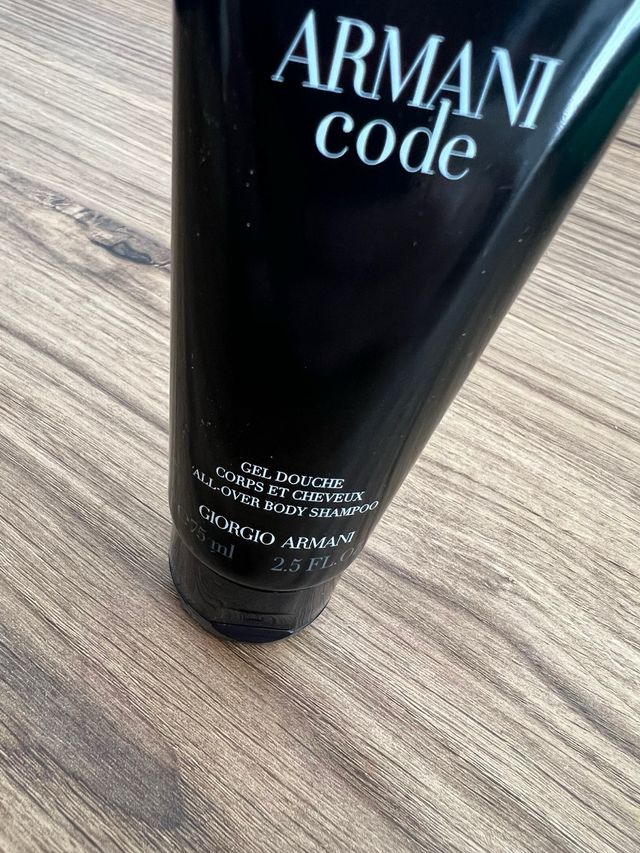 ARMANI
code
GEL DOUCHE
CORPS ET CHEVEUX
ALL-OVER BODY SHAMPOO
GIORGIO ARMANI
℮75 ml 2.5 FL.